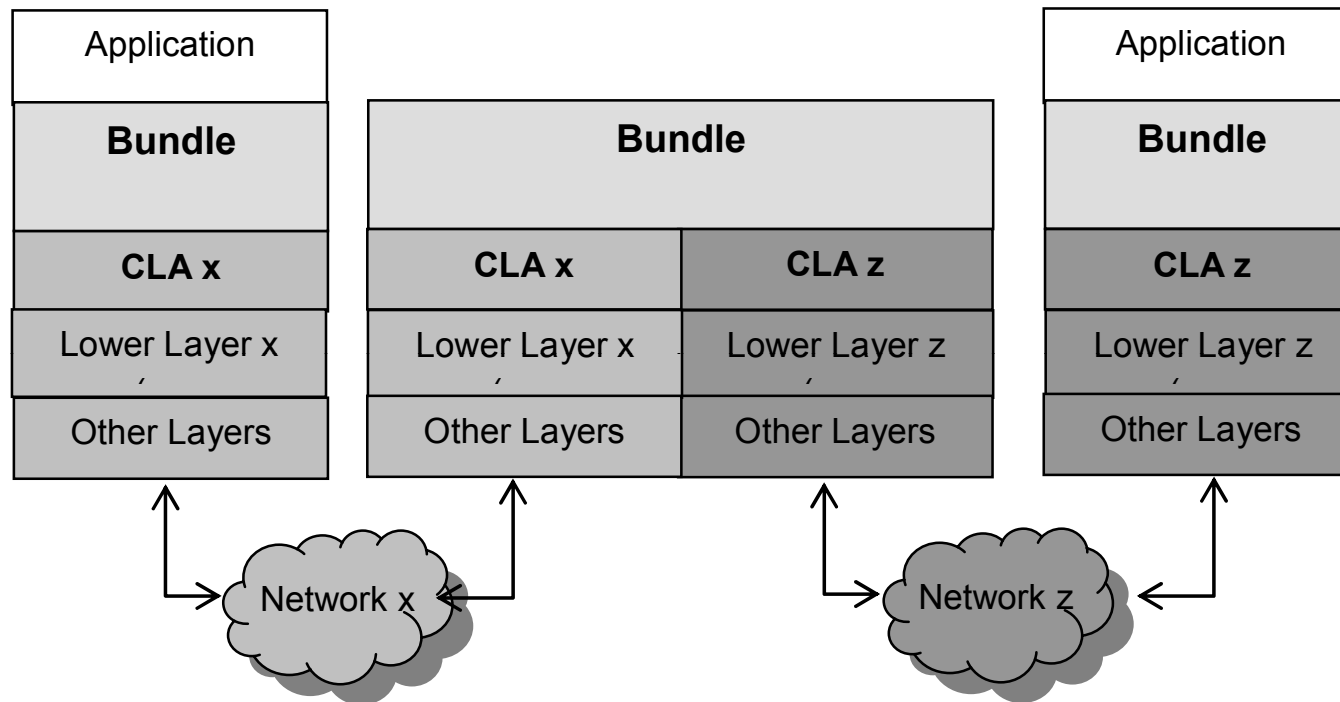 Application
Bundle
CLA x
Lower Layer x
Other Layers
Bundle
CLA x
CLA z
Lower Layer x
Lower Layer z
Other Layers
Other Layers
Application
Bundle
CLA z
Lower Layer z
Other Layers
Network x
Network z